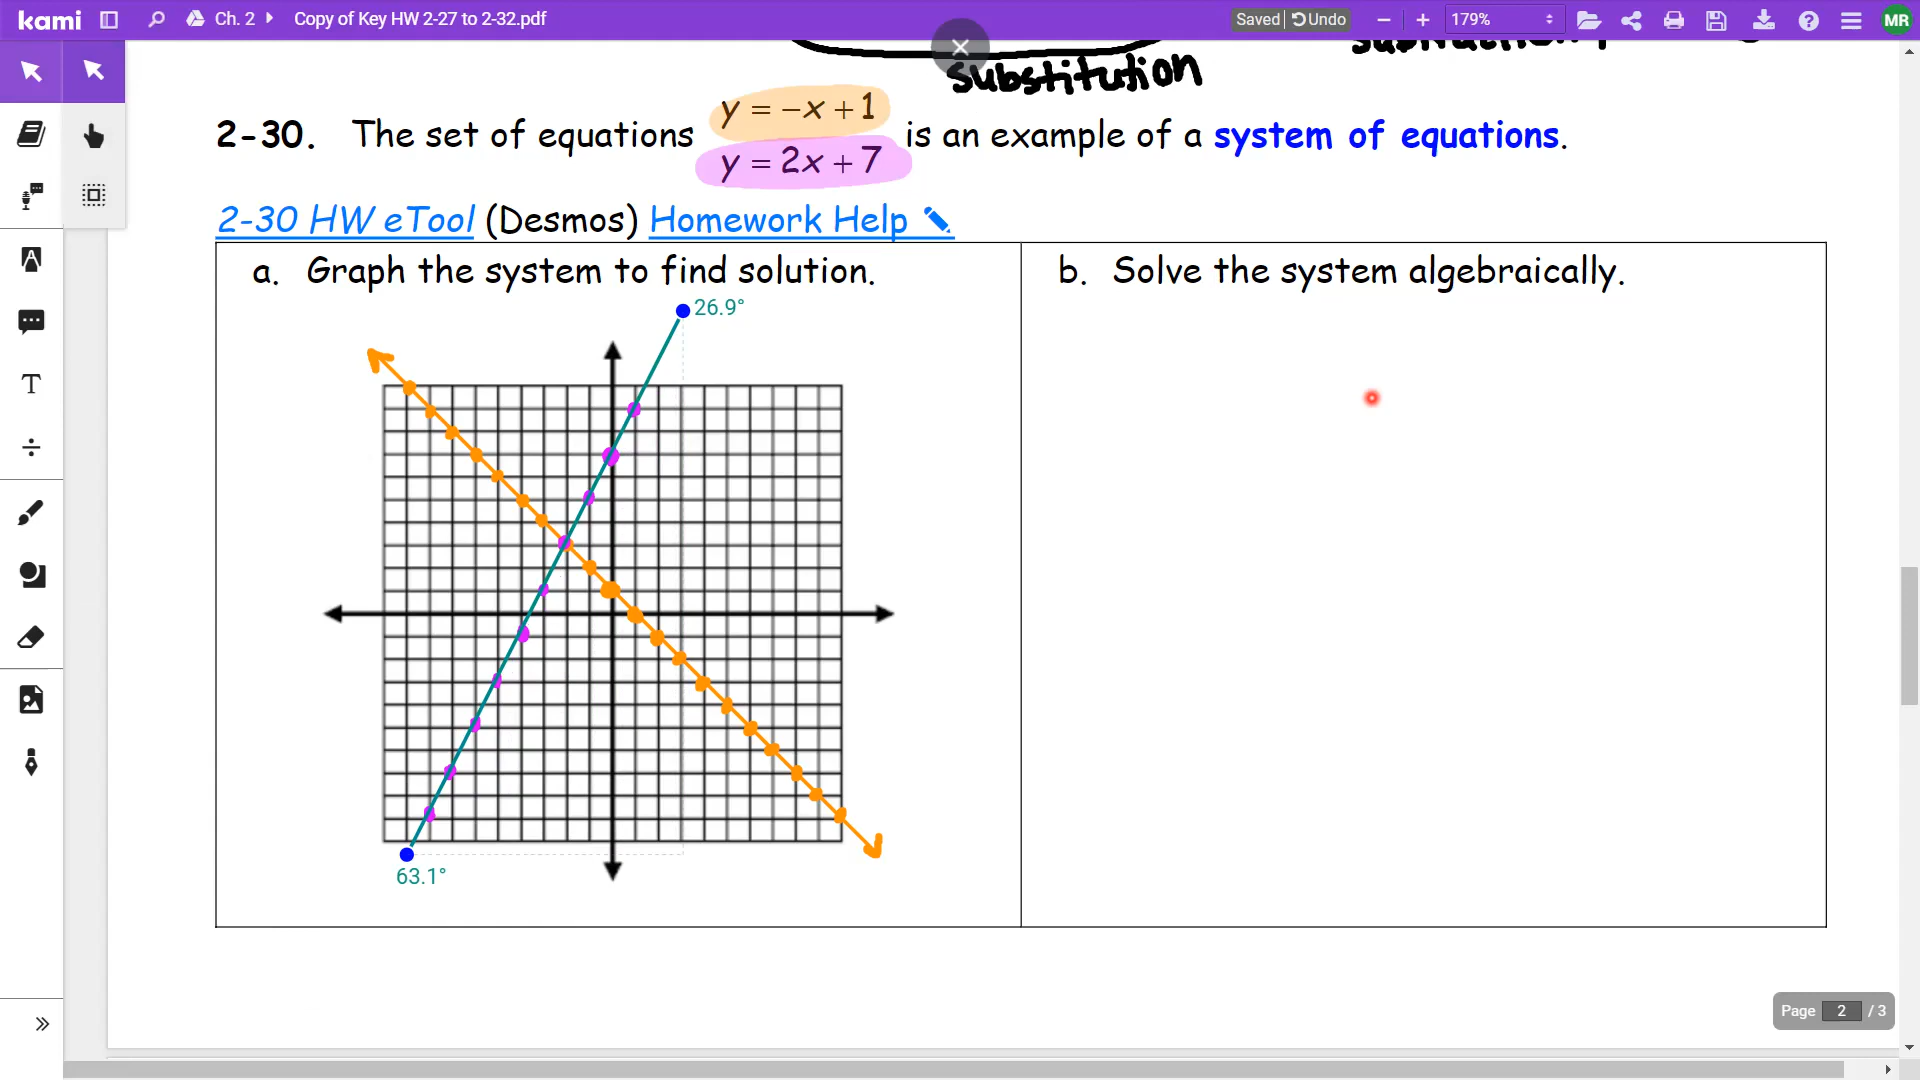 kami Ch. 2 Copy of Key HW 2-27 to 2-32.pdf Saved Undo 179% MR
substitution
y = -x + 1
2-30. The set of equations is an example of a system of equations.
y = 2x + 7
2-30 HW eTool (Desmos) Homework Help
a. Graph the system to find solution.
b. Solve the system algebraically.
26.9°
63.1°
T
Page 2 / 3